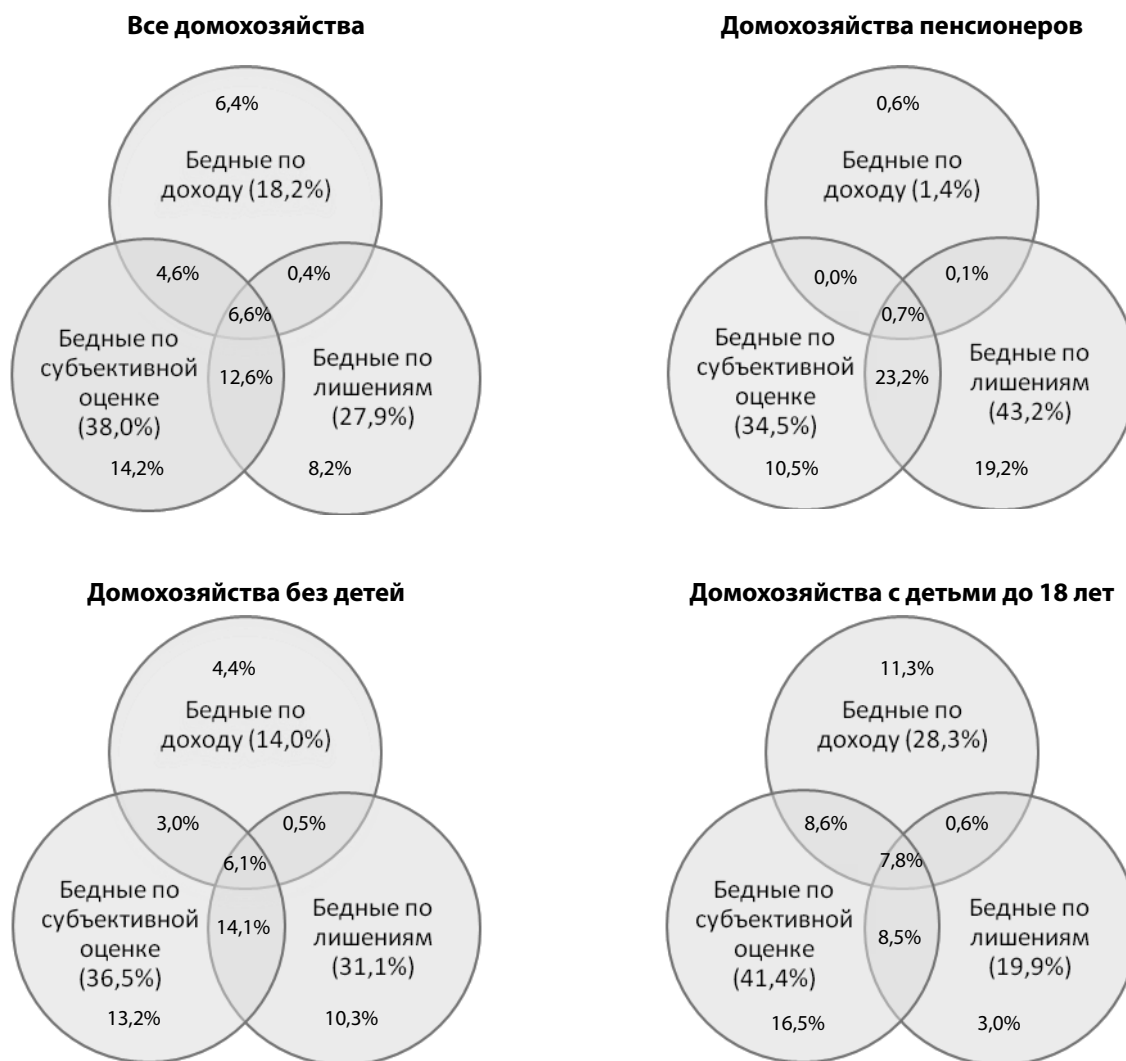 Все домохозяйства
6,4%
Бедные по
доходу (18,2%)
4,6%
0,4%
6,6%
Бедные по
субъективной
оценке
(38,0%)
12,6%
Бедные по
лишениям
(27,9%)
14,2%
8,2%
Домохозяйства пенсионеров
0,6%
Бедные по
доходу (1,4%)
0,0%
0,1%
0,7%
Бедные по
субъективной
оценке
(34,5%)
23,2%
Бедные по
лишениям
(43,2%)
10,5%
19,2%
Домохозяйства без детей
4,4%
Бедные по
доходу (14,0%)
3,0%
0,5%
6,1%
Бедные по
субъективной
оценке
(36,5%)
14,1%
Бедные по
лишениям
(31,1%)
13,2%
10,3%
Домохозяйства с детьми до 18 лет
11,3%
Бедные по
доходу (28,3%)
8,6%
0,6%
7,8%
Бедные по
субъективной
оценке
(41,4%)
8,5%
Бедные по
лишениям
(19,9%)
16,5%
3,0%